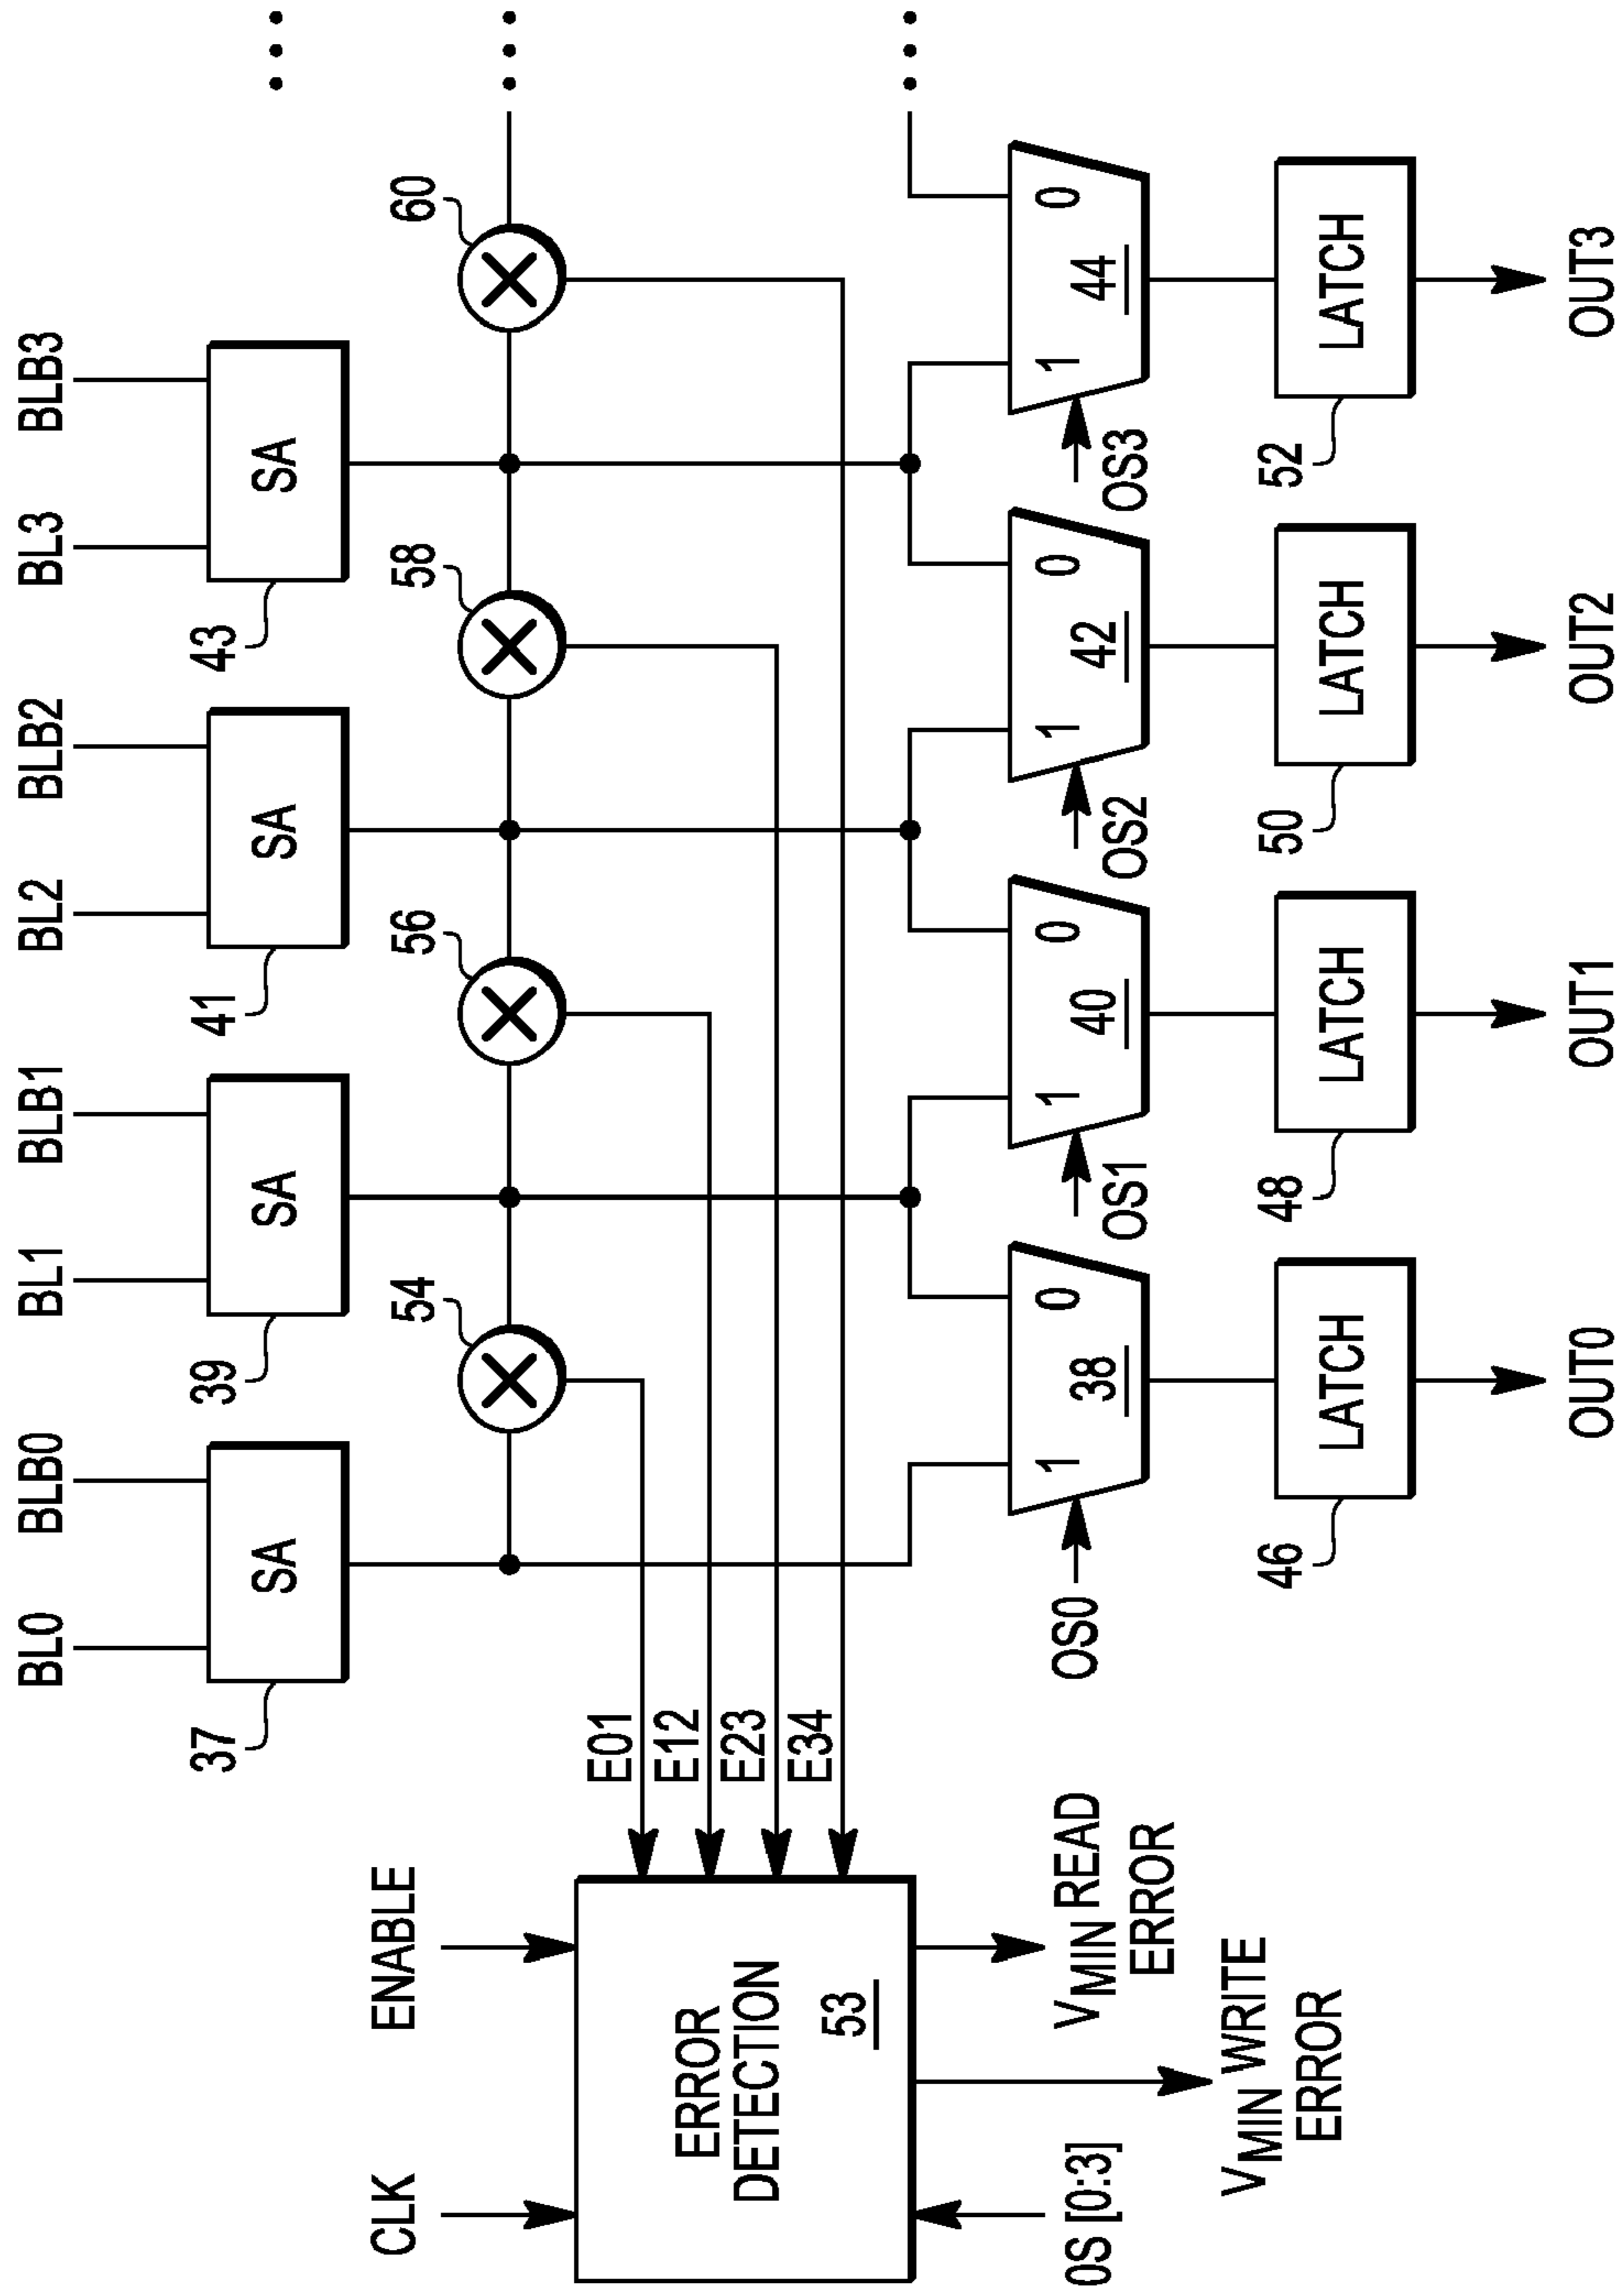 BL0
BLB0
BL1
BLB1
BL2
BLB2
BL3
BLB3
37
SA
39
SA
41
SA
43
SA
54
56
58
60
CLK
ENABLE
E01
E12
E23
E34
ERROR
DETECTION
53
OS [0:3]
VMIN WRITE
ERROR
VMIN READ
ERROR
OS0
1
38
0
OS1
1
40
0
OS2
1
42
0
OS3
1
44
0
46
LATCH
48
LATCH
50
LATCH
52
LATCH
OUT0
OUT1
OUT2
OUT3